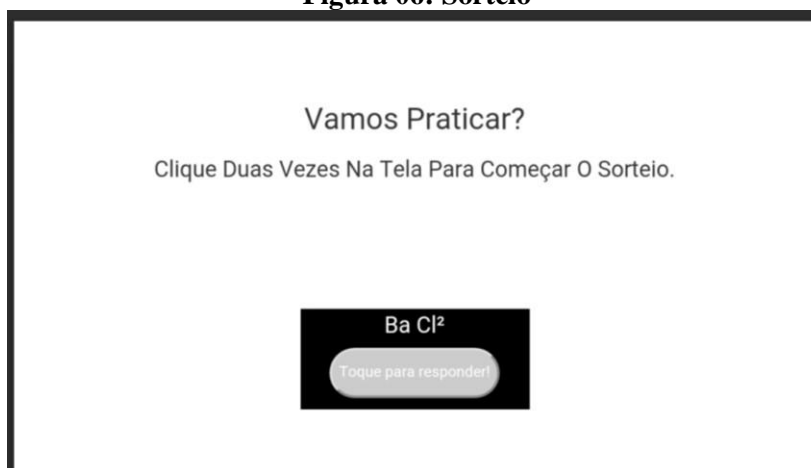 Vamos Praticar?
Clique Duas Vezes Na Tela Para Começar O Sorteio.
Ba Cl²
Toque para responder!